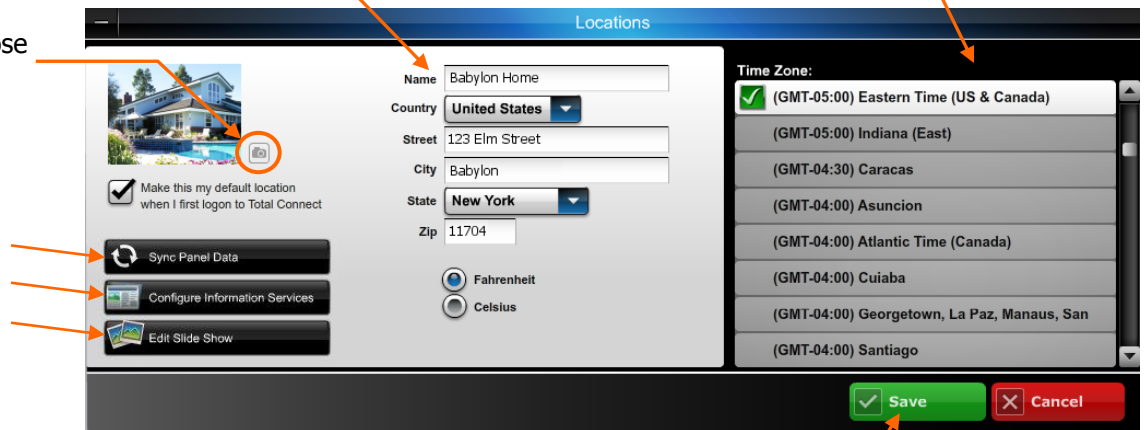 Locations
ose
Name Babylon Home
Country United States
Street 123 Elm Street
City Babylon
State New York
Zip 11704
Fahrenheit
Celsius
Make this my default location
when I first logon to Total Connect
Sync Panel Data
Configure Information Services
Edit Slide Show
Time Zone:
(GMT-05:00) Eastern Time (US & Canada)
(GMT-05:00) Indiana (East)
(GMT-04:30) Caracas
(GMT-04:00) Asuncion
(GMT-04:00) Atlantic Time (Canada)
(GMT-04:00) Cuiaba
(GMT-04:00) Georgetown, La Paz, Manaus, San
(GMT-04:00) Santiago
Save
Cancel